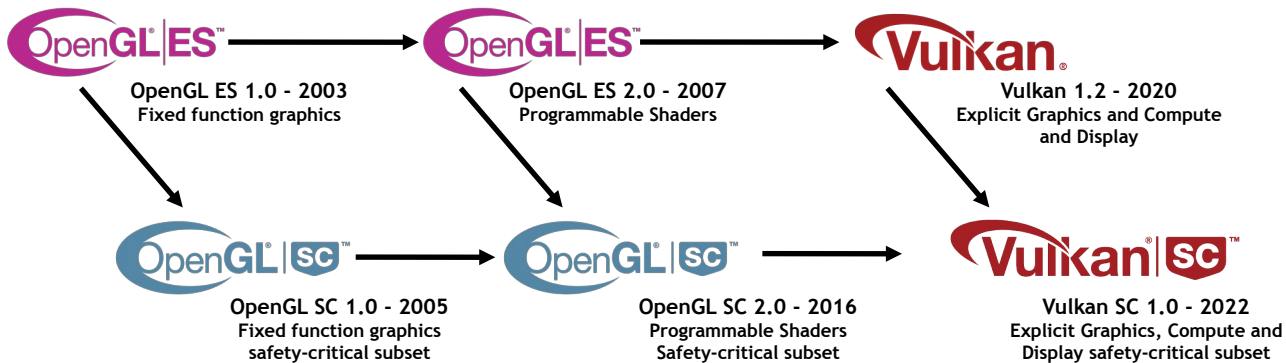 OpenGL®|ES™
OpenGL®|ES™
Vulkan®
OpenGL ES 1.0 - 2003
Fixed function graphics
OpenGL ES 2.0 - 2007
Programmable Shaders
Vulkan 1.2 - 2020
Explicit Graphics and Compute
and Display
OpenGL®|SC™
OpenGL®|SC™
Vulkan®|SC™
OpenGL SC 1.0 - 2005
Fixed function graphics
safety-critical subset
OpenGL SC 2.0 - 2016
Programmable Shaders
Safety-critical subset
Vulkan SC 1.0 - 2022
Explicit Graphics, Compute and
Display safety-critical subset